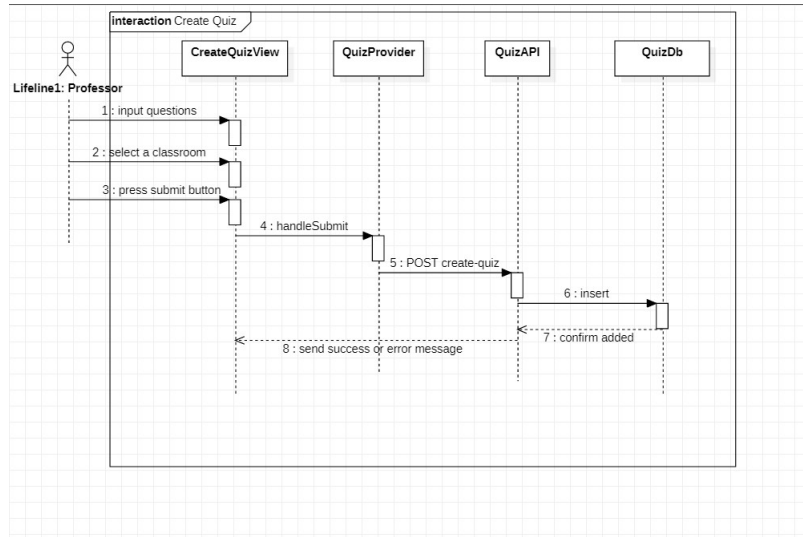 interaction Create Quiz
CreateQuizView
QuizProvider
QuizAPI
QuizDb
Lifeline1: Professor
1 : input questions
2 : select a classroom
3 : press submit button
4 : handleSubmit
5 : POST create-quiz
6 : insert
7 : confirm added
8 : send success or error message